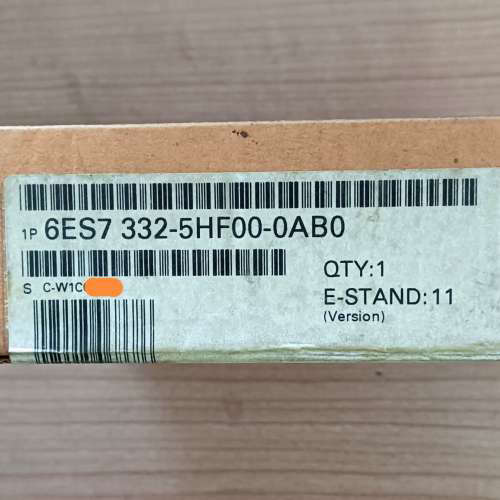 1P 6ES7 332-5HF00-0AB0
S C-W1C
QTY:1
E-STAND:11
(Version)